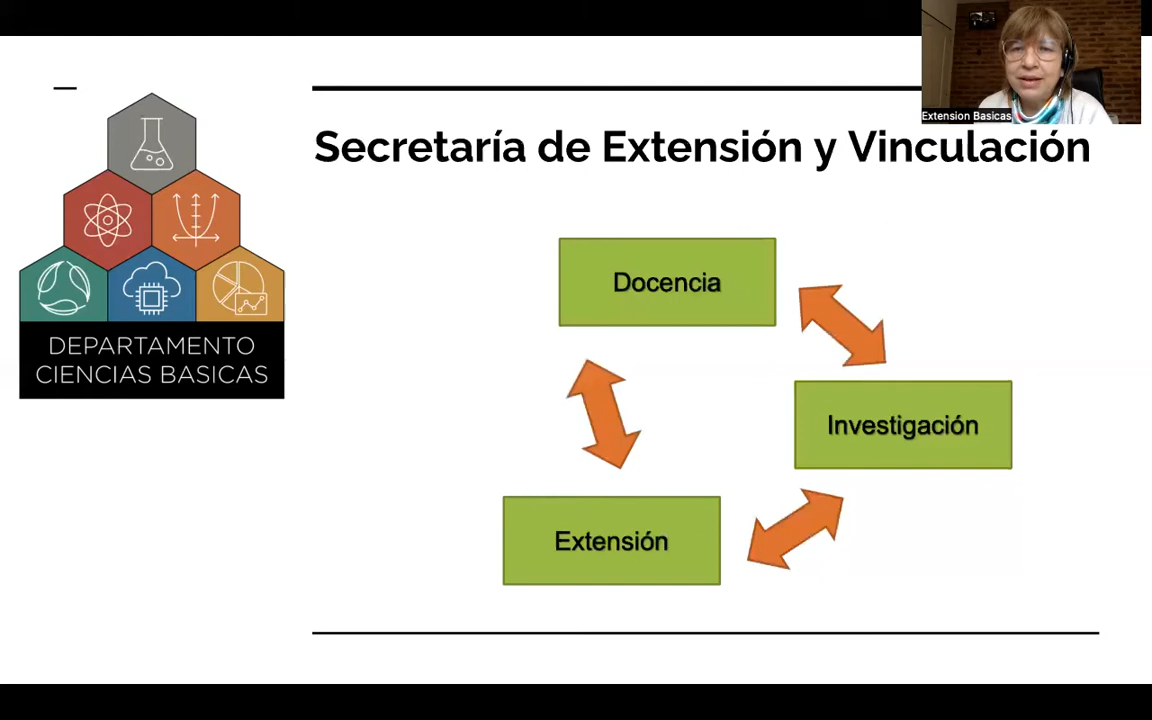 Extension Basicas
Secretaría de Extensión y Vinculación
DEPARTAMENTO
CIENCIAS BASICAS
Docencia
Investigación
Extensión